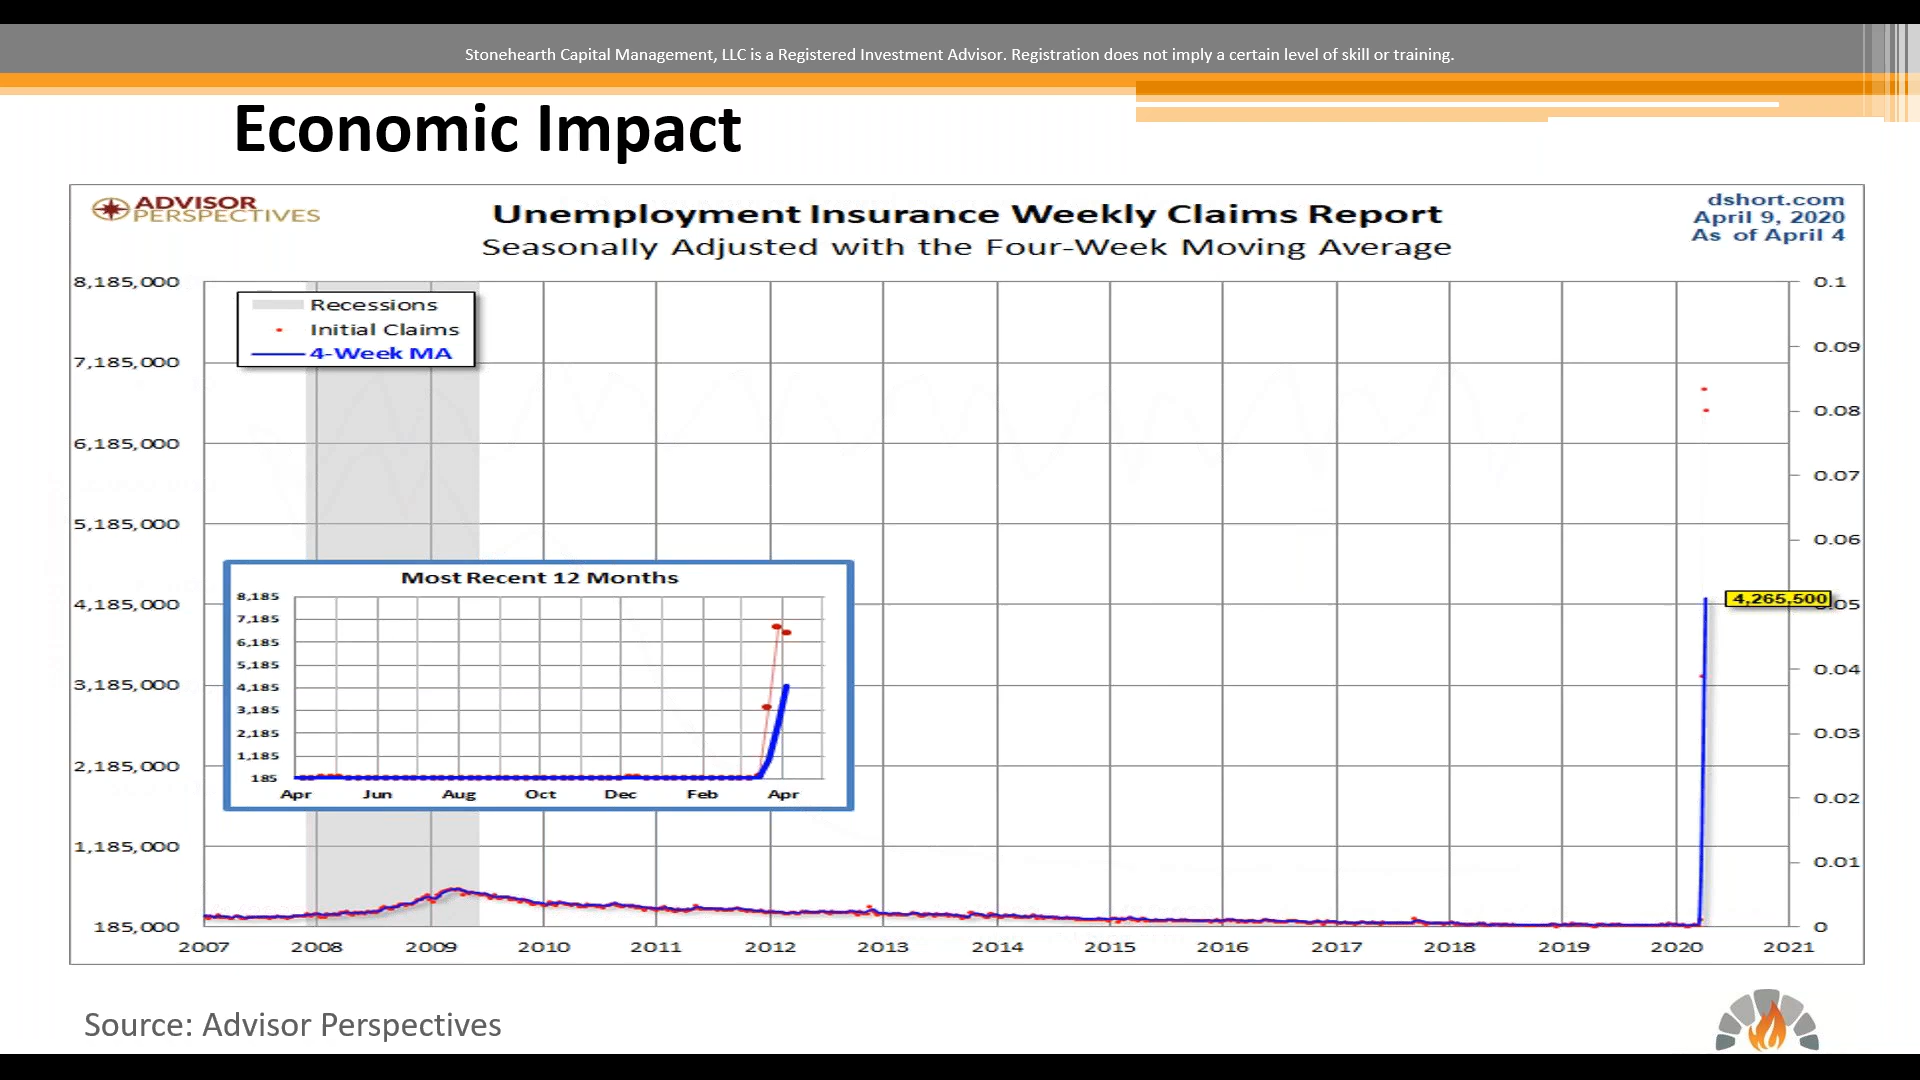 Stonehearth Capital Management, LLC is a Registered Investment Advisor. Registration does not imply a certain level of skill or training.
Economic Impact
ADVISOR
PERSPECTIVES
Unemployment Insurance Weekly Claims Report
Seasonally Adjusted with the Four-Week Moving Average
dshort.com
April 9, 2020
As of April 4
8,185,000
7,185,000
6,185,000
5,185,000
4,185,000
3,185,000
2,185,000
1,185,000
185,000
Recessions
Initial Claims
4-Week MA
Most Recent 12 Months
8,185
7,185
6,185
5,185
4,185
3,185
2,185
1,185
185
Apr Jun Aug Oct Dec Feb Apr
4,265,500
0.1
0.09
0.08
0.07
0.06
0.05
0.04
0.03
0.02
0.01
0
2007 2008 2009 2010 2011 2012 2013 2014 2015 2016 2017 2018 2019 2020 2021
Source: Advisor Perspectives